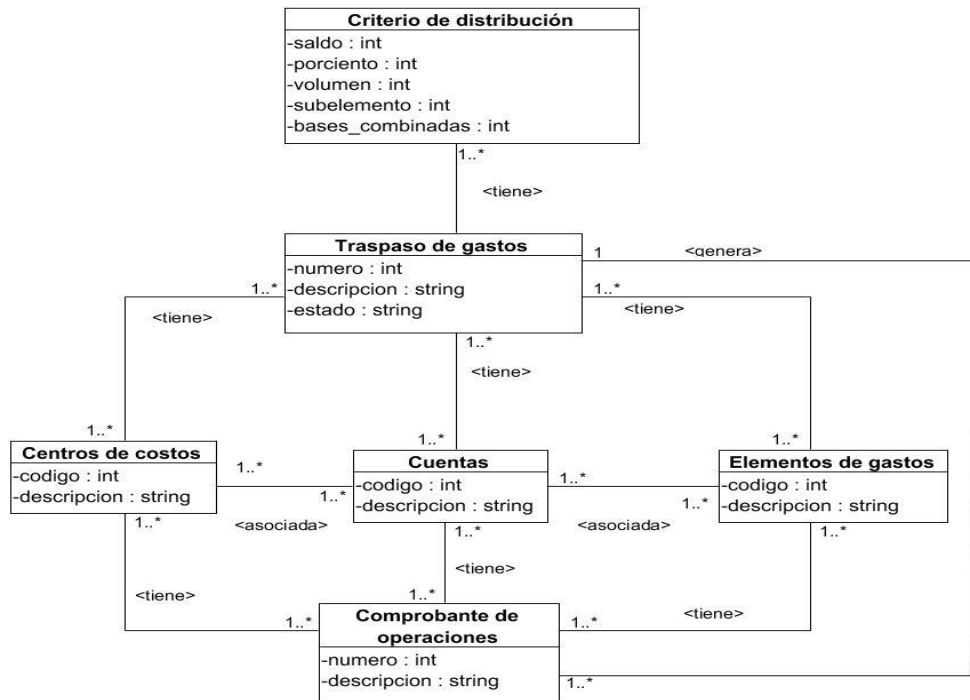 Criterio de distribución
-saldo : int
-porciento : int
-volumen : int
-subelemento : int
-bases_combinadas : int
1..*
<tiene>
Traspaso de gastos
-numero : int
-descripcion : string
-estado : string
1
<genera>
1..*
<tiene>
1..*
<tiene>
1..*
<tiene>
1..*
1..*
1..*
Centros de costos
-codigo : int
-descripcion : string
Cuentas
-codigo : int
-descripcion : string
Elementos de gastos
-codigo : int
-descripcion : string
1..*
1..*
<asociada>
1..*
1..*
<asociada>
1..*
<tiene>
1..*
1..*
<tiene>
1..*
1..*
<tiene>
1..*
Comprobante de
operaciones
-numero : int
-descripcion : string
1..*